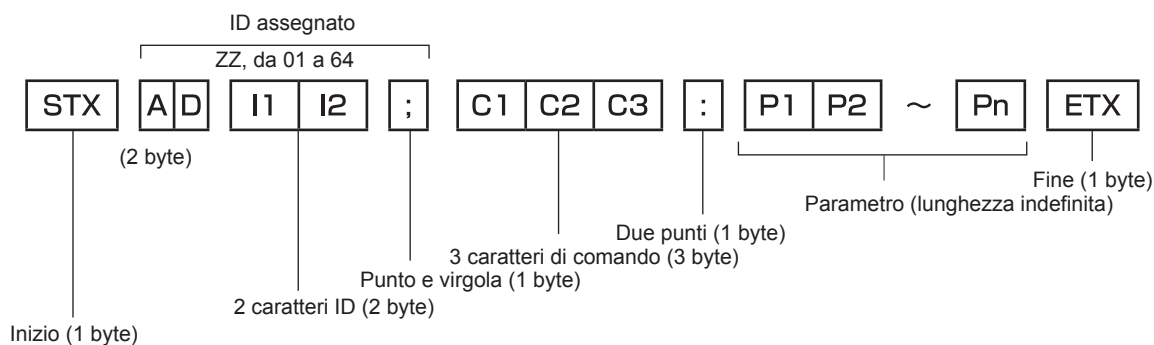 ID assegnato
ZZ, da 01 a 64
STX A D I1 I2 ; C1 C2 C3 : P1 P2 ~ Pn ETX
(2 byte)
Fine (1 byte)
Parametro (lunghezza indefinita)
Due punti (1 byte)
3 caratteri di comando (3 byte)
Punto e virgola (1 byte)
2 caratteri ID (2 byte)
Inizio (1 byte)